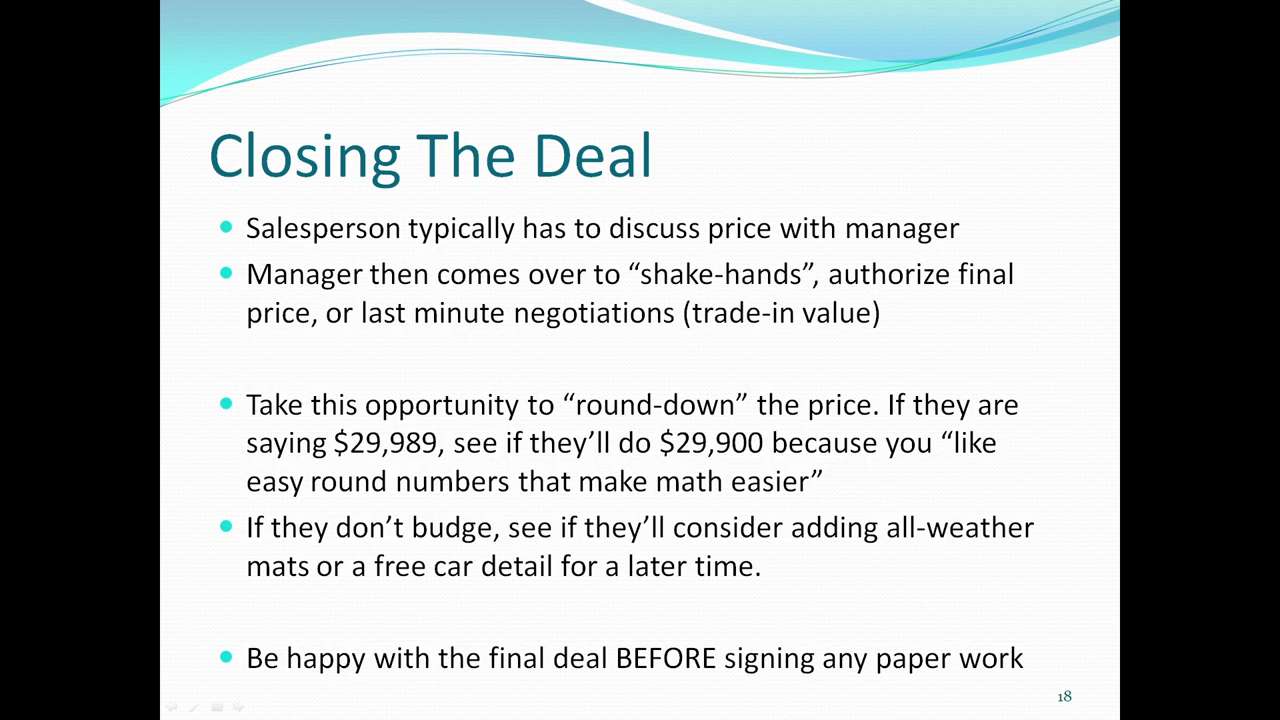 Closing The Deal
Salesperson typically has to discuss price with manager
Manager then comes over to “shake-hands”, authorize final
price, or last minute negotiations (trade-in value)
Take this opportunity to “round-down” the price. If they are
saying $29,989, see if they’ll do $29,900 because you “like
easy round numbers that make math easier”
If they don’t budge, see if they’ll consider adding all-weather
mats or a free car detail for a later time.
Be happy with the final deal BEFORE signing any paper work
18